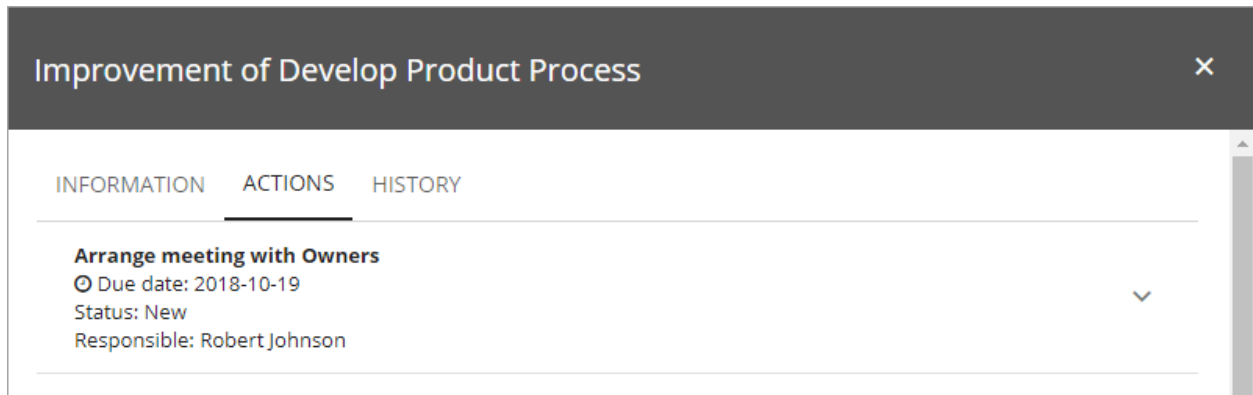 Improvement of Develop Product Process
INFORMATION ACTIONS HISTORY
Arrange meeting with Owners
Due date: 2018-10-19
Status: New
Responsible: Robert Johnson